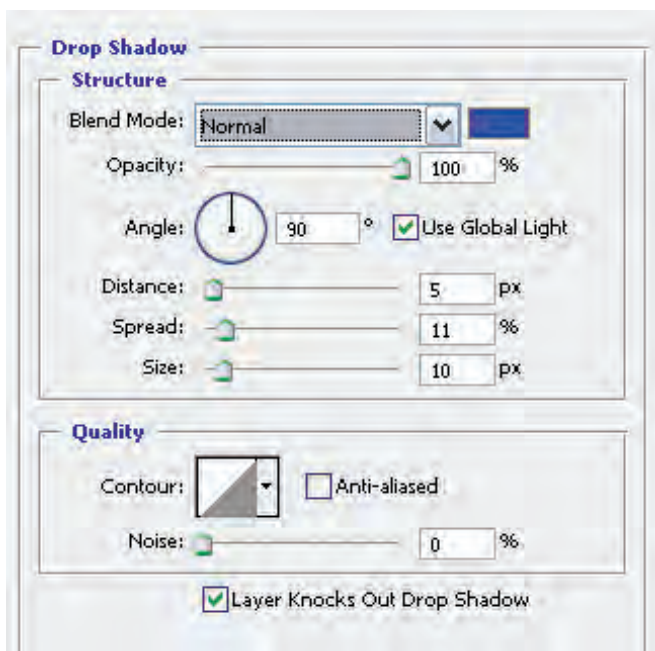 Drop Shadow
Structure
Blend Mode: Normal
Opacity: 100 %
Angle: 90 ° Use Global Light
Distance: 5 px
Spread: 11 %
Size: 10 px
Quality
Contour: Anti-aliased
Noise: 0 %
Layer Knocks Out Drop Shadow